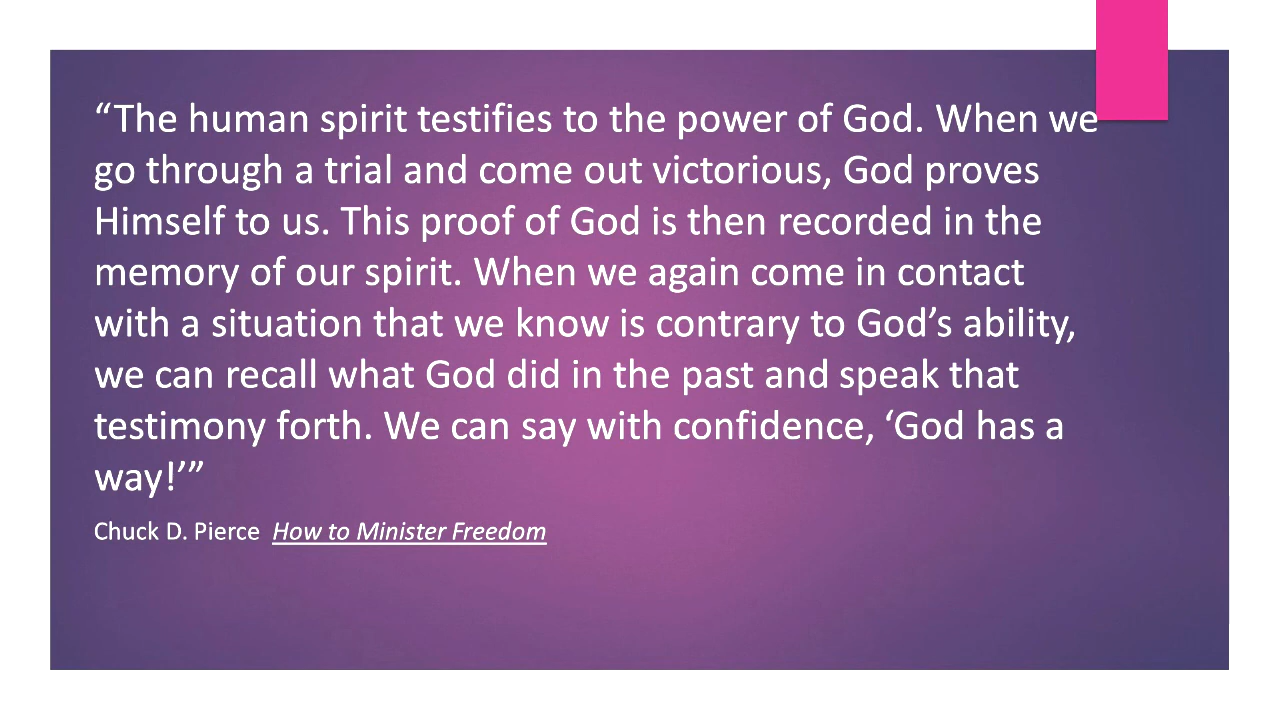 “The human spirit testifies to the power of God. When we
go through a trial and come out victorious, God proves
Himself to us. This proof of God is then recorded in the
memory of our spirit. When we again come in contact
with a situation that we know is contrary to God’s ability,
we can recall what God did in the past and speak that
testimony forth. We can say with confidence, ‘God has a
way!’”
Chuck D. Pierce How to Minister Freedom